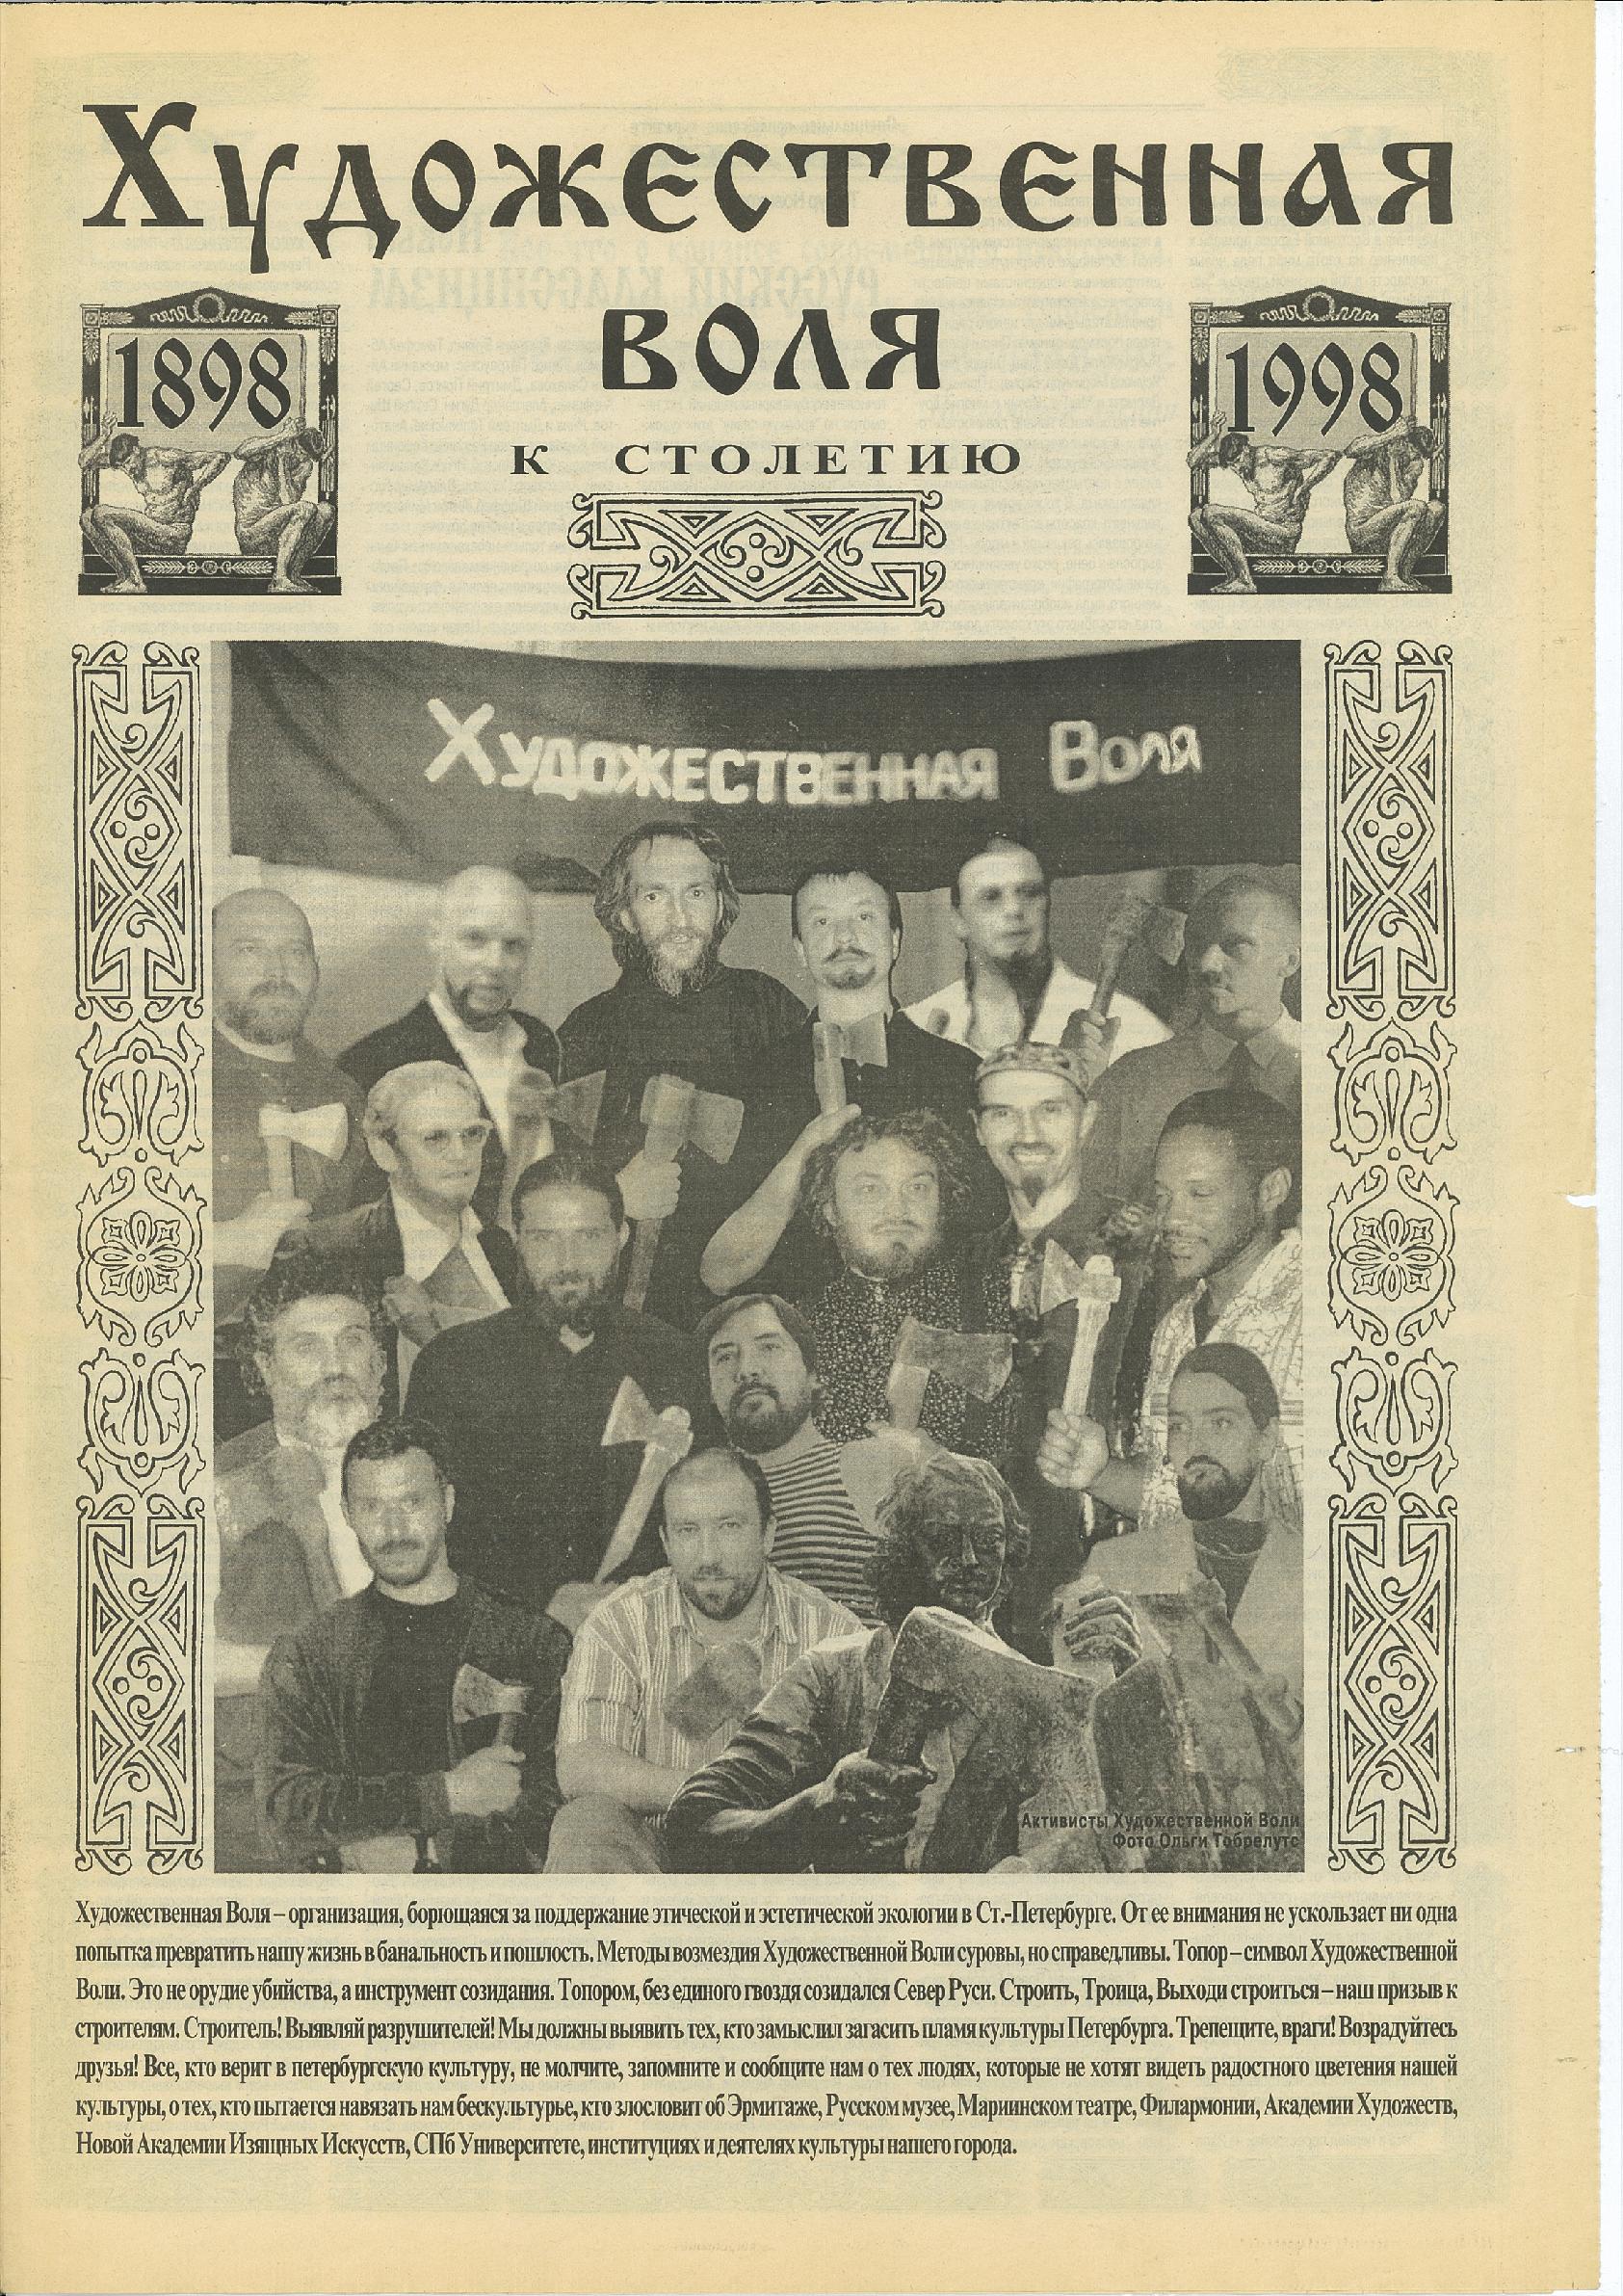 Художественная
1898
воля
1998
к столетию
Художественная Воля
Активисты Художественной Воли
Фото Ольги Тобрелутс
Художественная Воля – организация, борющаяся за поддержание этической и эстетической экологии в Ст.-Петербурге. От ее внимания не ускользает ни одна
попытка превратить нашу жизнь в банальность и пошлость. Методы возмездия Художественной Воли суровы, но справедливы. Топор – символ Художественной
Воли. Это не орудие убийства, а инструмент созидания. Топором, без единого гвоздя созидался Север Руси. Строить, Троица, Выходи строиться – наш призыв к
строителям. Строитель! Выявляй разрушителей! Мы должны выявить тех, кто замыслил загасить пламя культуры Петербурга. Трепещите, враги! Возрадуйтесь
друзья! Все, кто верит в петербургскую культуру, не молчите, запомните и сообщите нам о тех людях, которые не хотят видеть радостного цветения нашей
культуры, о тех, кто пытается навязать нам бескультурье, кто злословит об Эрмитаже, Русском музее, Мариинском театре, Филармонии, Академии Художеств,
Новой Академии Изящных Искусств, СПб Университете, институциях и деятелях культуры нашего города.